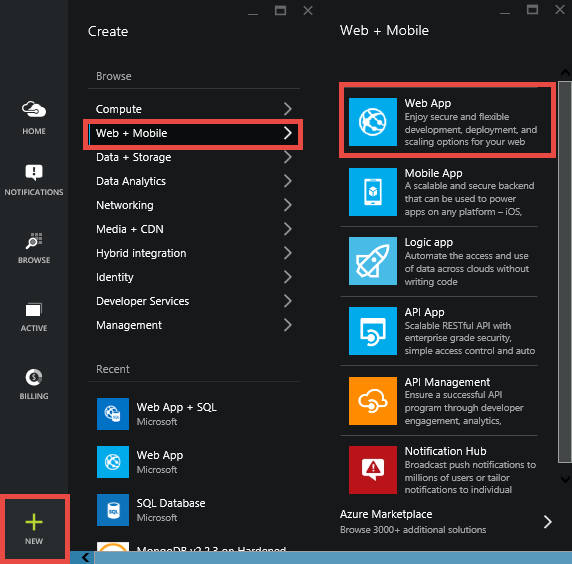 HOME
NOTIFICATIONS
BROWSE
ACTIVE
BILLING
NEW
Create
Browse
Compute
Web + Mobile
Data + Storage
Data Analytics
Networking
Media + CDN
Hybrid integration
Identity
Developer Services
Management
Recent
Web App + SQL
Microsoft
Web App
Microsoft
SQL Database
Microsoft
MongoDB v2.2.3 on Hardened
Web + Mobile
Web App
Enjoy secure and flexible
development, deployment, and
scaling options for your web
Mobile App
A scalable and secure backend
that can be used to power
apps on any platform – iOS,
Logic app
Automate the access and use
of data across clouds without
writing code
API App
Scalable RESTful API with
enterprise grade security,
simple access control and auto
API Management
Ensure a successful API
program through developer
engagement, analytics,
Notification Hub
Broadcast push notifications to
millions of users or tailor
notifications to individual
Azure Marketplace
Browse 3000+ additional solutions